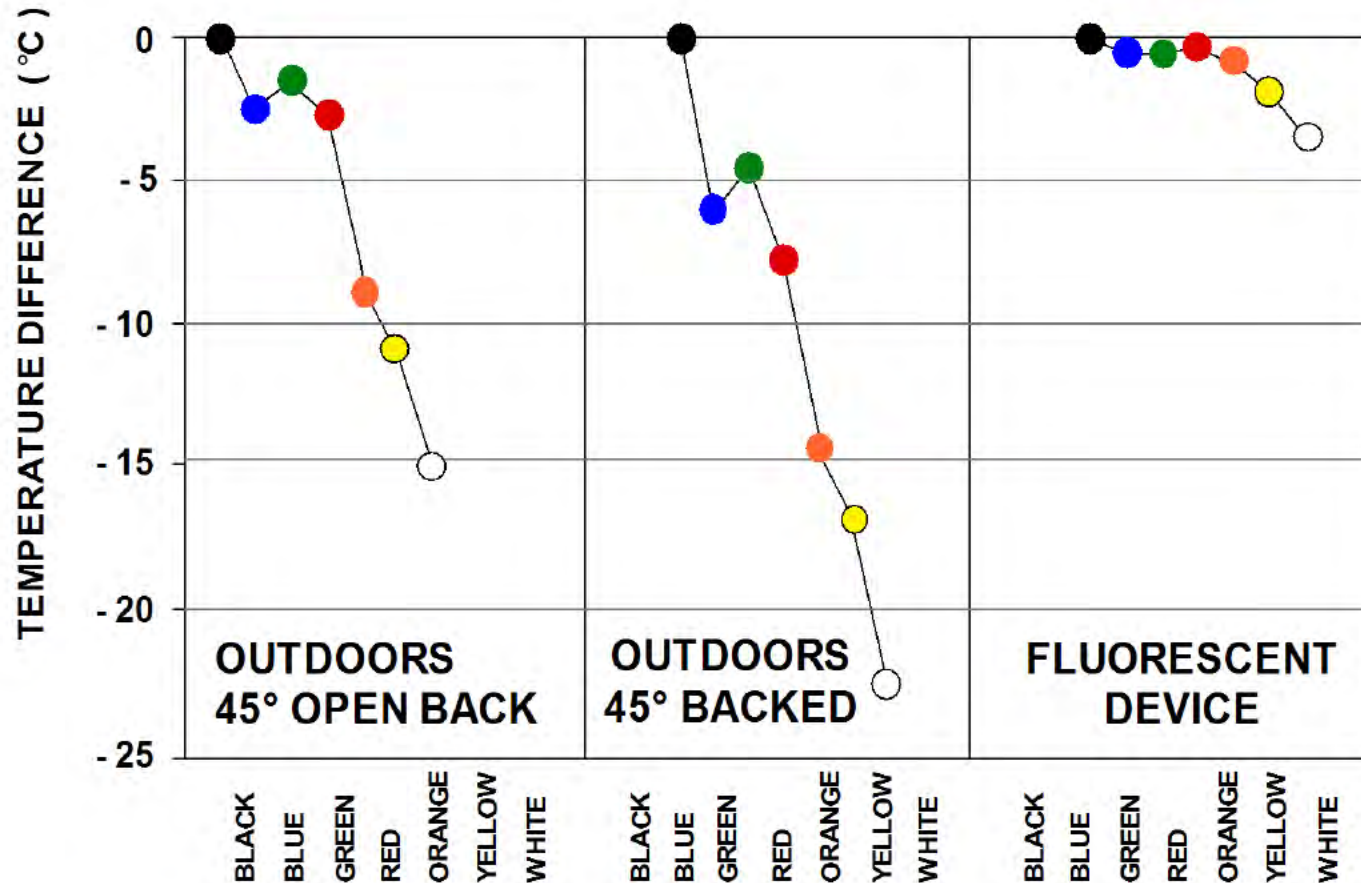 TEMPERATURE DIFFERENCE (°C)
0
-5
-10
-15
-20
-25
OUTDOORS
45° OPEN BACK
OUTDOORS
45° BACKED
FLUORESCENT
DEVICE
BLACK
BLUE
GREEN
RED
ORANGE
YELLOW
WHITE
BLACK
BLUE
GREEN
RED
ORANGE
YELLOW
WHITE
BLACK
BLUE
GREEN
RED
ORANGE
YELLOW
WHITE